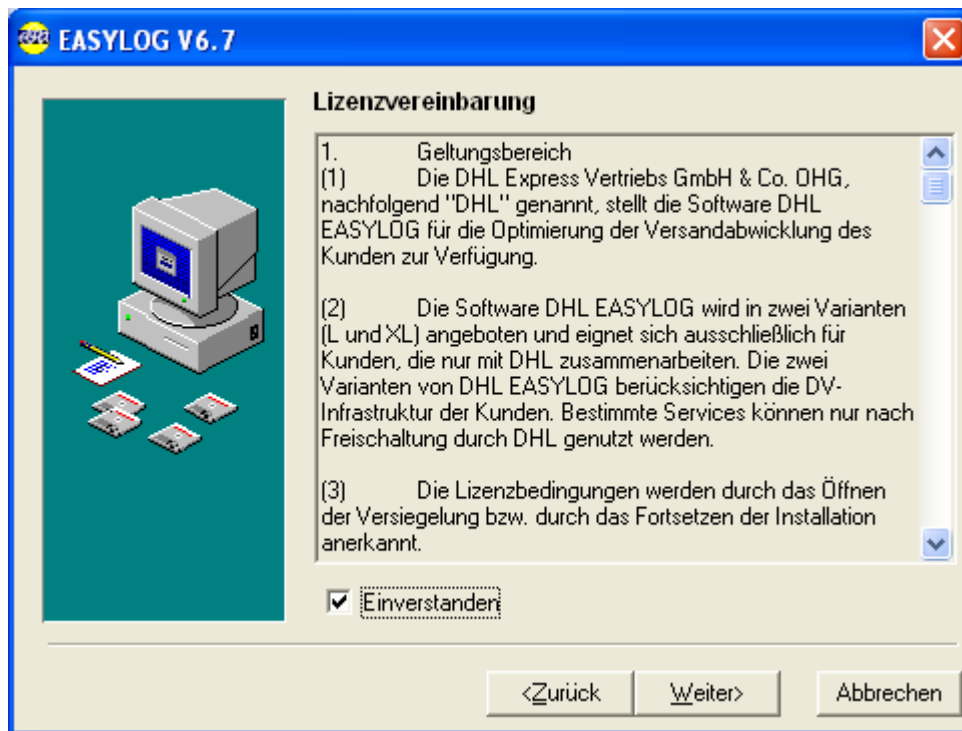 EASYLOG V6.7
Lizenzvereinbarung
1. Geltungsbereich
(1) Die DHL Express Vertriebs GmbH & Co. OHG,
nachfolgend "DHL" genannt, stellt die Software DHL
EASYLOG für die Optimierung der Versandabwicklung des
Kunden zur Verfügung.
(2) Die Software DHL EASYLOG wird in zwei Varianten
(L und XL) angeboten und eignet sich ausschließlich für
Kunden, die nur mit DHL zusammenarbeiten. Die zwei
Varianten von DHL EASYLOG berücksichtigen die DV-
Infrastruktur der Kunden. Bestimmte Services können nur nach
Freischaltung durch DHL genutzt werden.
(3) Die Lizenzbedingungen werden durch das Öffnen
der Versiegelung bzw. durch das Fortsetzen der Installation
anerkannt.
Einverstanden
<Zurück Weiter> Abbrechen